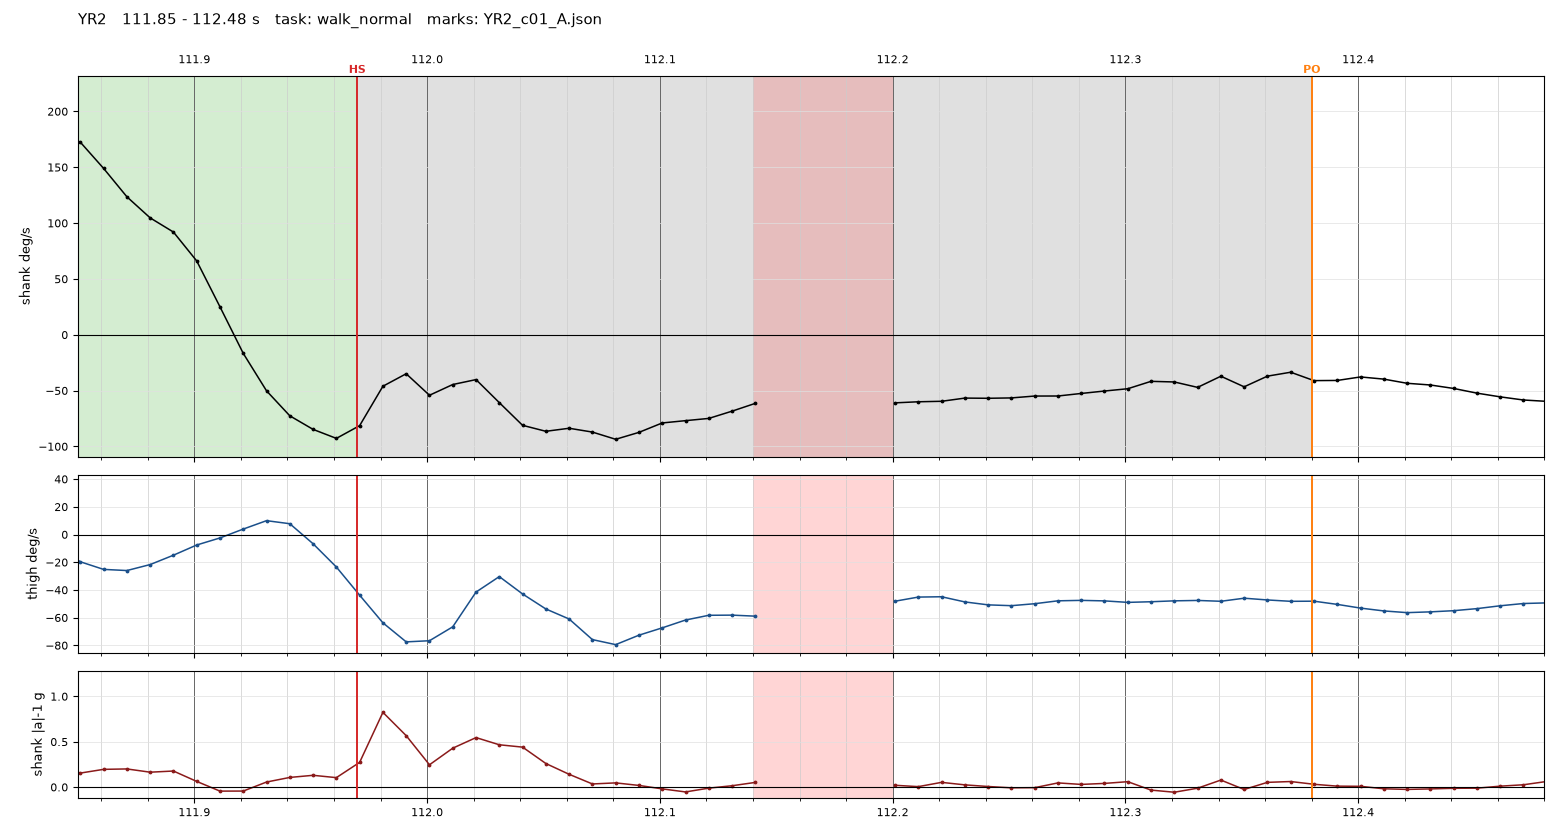 YR2   111.85 - 112.48 s   task: walk_normal   marks: YR2_c01_A.json
111.9 112.0 112.1 112.2 112.3 112.4
HS PO
shank deg/s
200
150
100
50
0
−50
−100
thigh deg/s
40
20
0
−20
−40
−60
−80
shank |a|-1 g
1.0
0.5
0.0
111.9 112.0 112.1 112.2 112.3 112.4